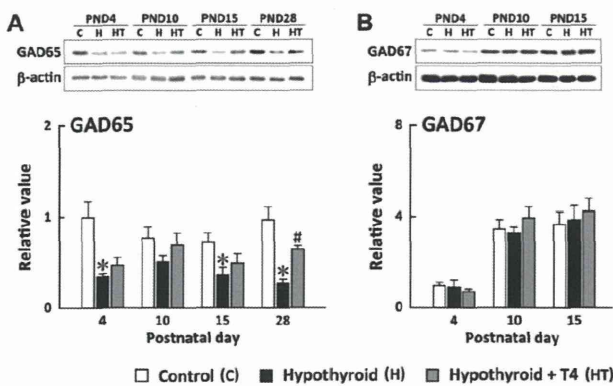 A
PND4 PND10 PND15 PND28
C H HT C H HT C H HT C H HT
GAD65
β-actin
GAD65
Relative value
2
1
0
* * * #
4 10 15 28
Postnatal day
B
PND4 PND10 PND15
C H HT C H HT C H HT
GAD67
β-actin
GAD67
Relative value
8
4
0
4 10 15
Postnatal day
Control (C) Hypothyroid (H) Hypothyroid + T4 (HT)